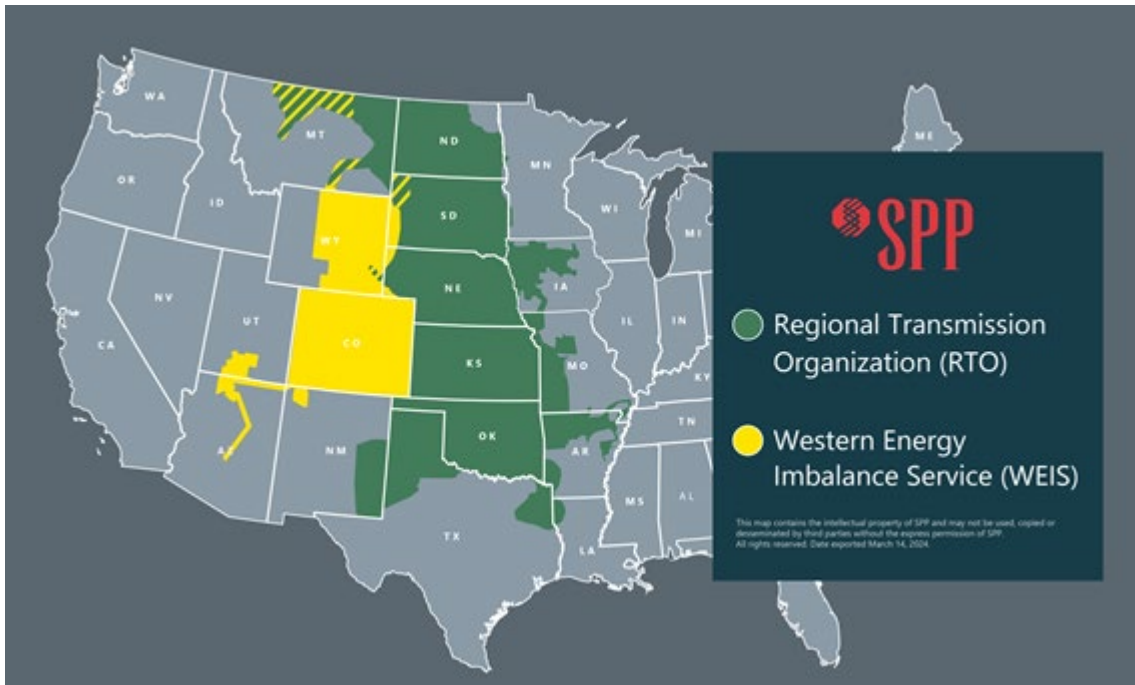 WA
MT
ND
MN
ME
OR
ID
SD
WI
MI
WY
NE
IA
NV
UT
CO
IL
IN
CA
KS
MO
KY
OK
TN
NM
AR
MS
AL
TX
LA
SPP
Regional Transmission
Organization (RTO)
Western Energy
Imbalance Service (WEIS)
This map contains the intellectual property of SPP and may not be used, copied or
desseminated by third parties without the express permission of SPP.
All rights reserved. Date exported March 14, 2024.